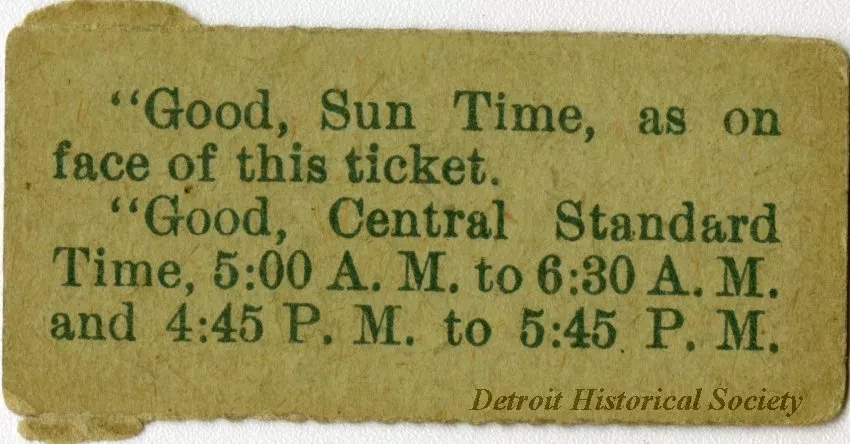 “Good, Sun Time, as on
face of this ticket.
“Good, Central Standard
Time, 5:00 A. M. to 6:30 A. M.
and 4:45 P. M. to 5:45 P. M.
Detroit Historical Society